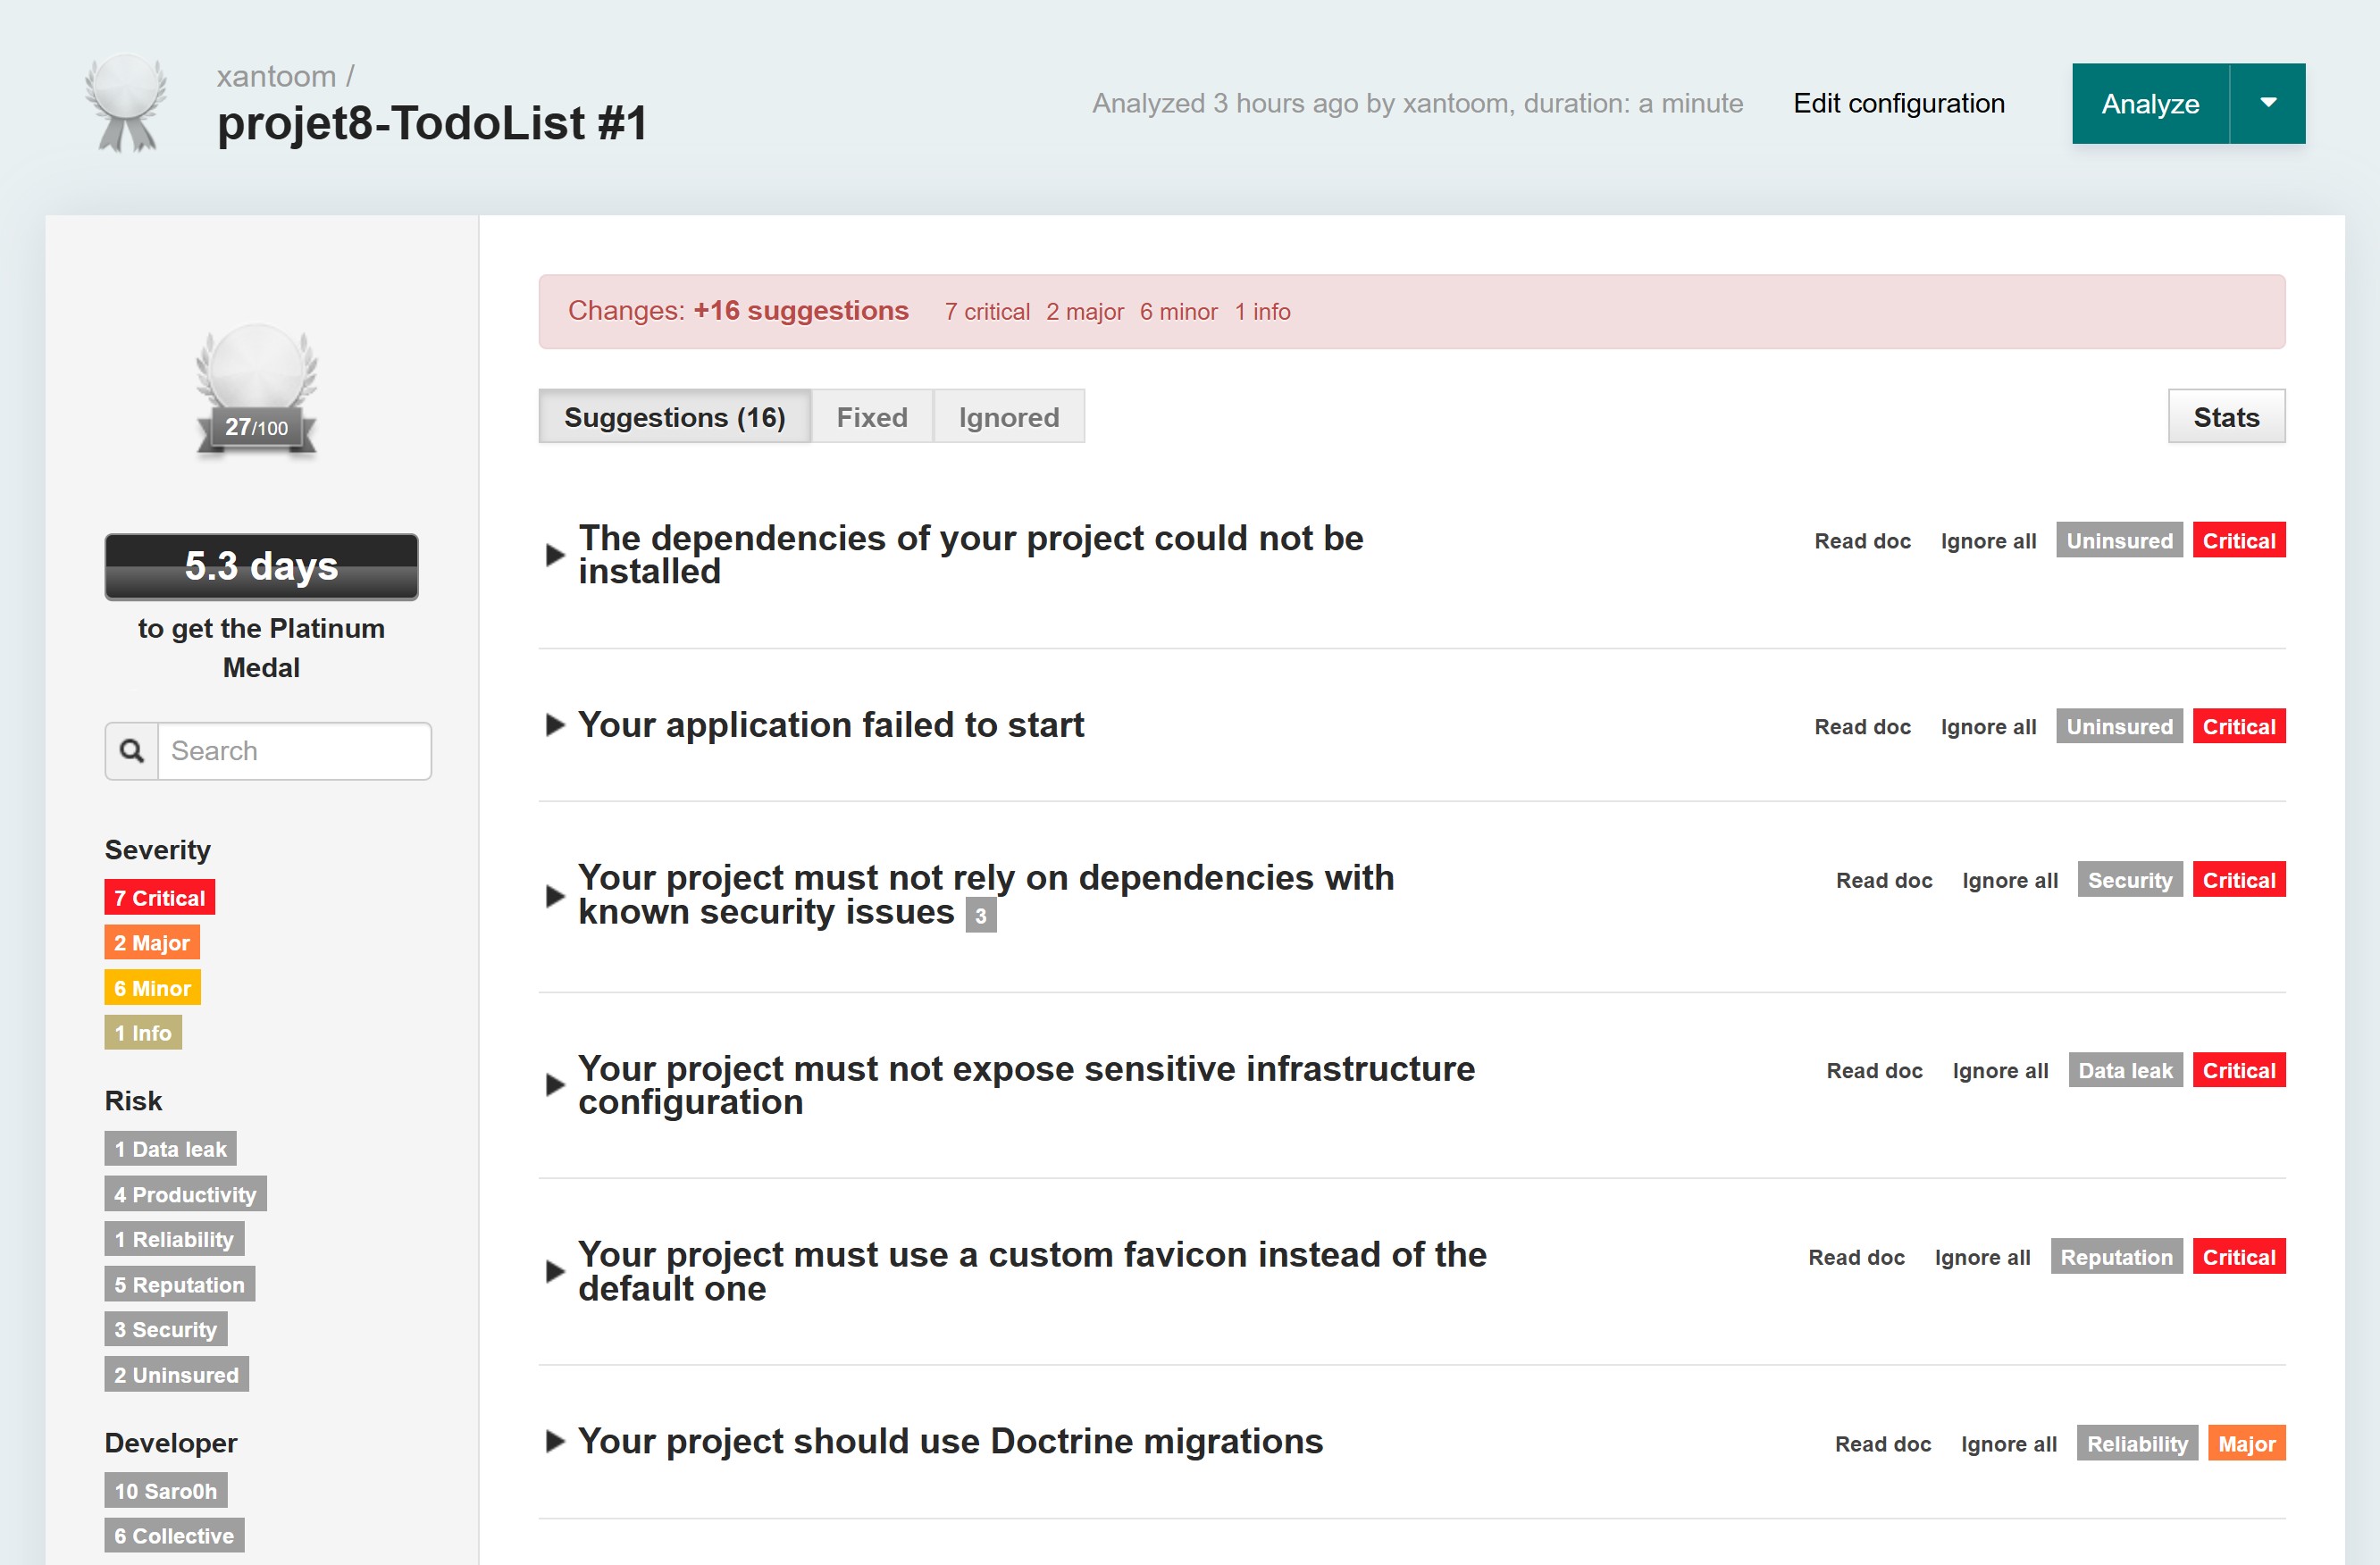 xantoom /
projet8-TodoList #1
Analyzed 3 hours ago by xantoom, duration: a minute
Edit configuration
Analyze
27/100
5.3 days
to get the Platinum
Medal
Search
Severity
7 Critical
2 Major
6 Minor
1 Info
Risk
1 Data leak
4 Productivity
1 Reliability
5 Reputation
3 Security
2 Uninsured
Developer
10 Saro0h
6 Collective
Changes: +16 suggestions 7 critical 2 major 6 minor 1 info
Suggestions (16) Fixed Ignored Stats
The dependencies of your project could not be
installed
Read doc Ignore all Uninsured Critical
Your application failed to start
Read doc Ignore all Uninsured Critical
Your project must not rely on dependencies with
known security issues 3
Read doc Ignore all Security Critical
Your project must not expose sensitive infrastructure
configuration
Read doc Ignore all Data leak Critical
Your project must use a custom favicon instead of the
default one
Read doc Ignore all Reputation Critical
Your project should use Doctrine migrations
Read doc Ignore all Reliability Major